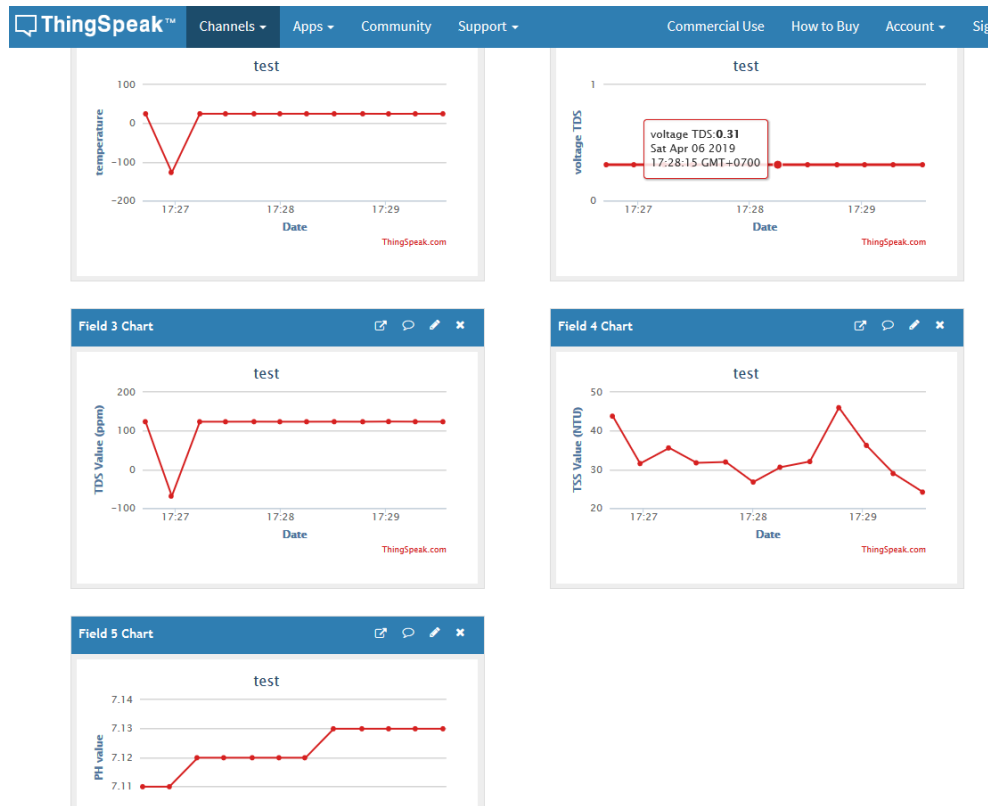 ThingSpeak™ Channels Apps Community Support Commercial Use How to Buy Account
test
100
0
-100
-200
temperature
17:27 17:28 17:29
Date
ThingSpeak.com
test
1
0
voltage TDS
voltage TDS:0.31
Sat Apr 06 2019
17:28:15 GMT+0700
17:27 17:28 17:29
Date
ThingSpeak.com
Field 3 Chart
test
200
100
0
-100
TDS Value (ppm)
17:27 17:28 17:29
Date
ThingSpeak.com
Field 4 Chart
test
50
40
30
20
TSS Value (NTU)
17:27 17:28 17:29
Date
ThingSpeak.com
Field 5 Chart
test
7.14
7.13
7.12
7.11
PH value